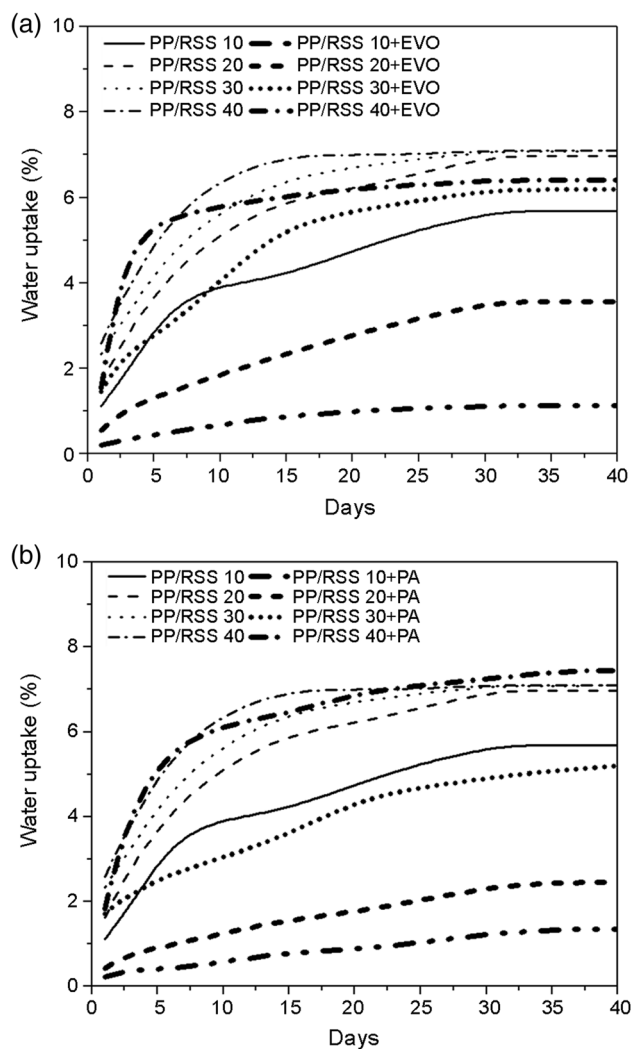 (a)
10
PP/RSS 10 PP/RSS 10+EVO
PP/RSS 20 PP/RSS 20+EVO
8
PP/RSS 30 PP/RSS 30+EVO
PP/RSS 40 PP/RSS 40+EVO
6
Water uptake (%)
4
2
0
0 5 10 15 20 25 30 35 40
Days
(b)
10
PP/RSS 10 PP/RSS 10+PA
PP/RSS 20 PP/RSS 20+PA
8
PP/RSS 30 PP/RSS 30+PA
PP/RSS 40 PP/RSS 40+PA
6
Water uptake (%)
4
2
0
0 5 10 15 20 25 30 35 40
Days